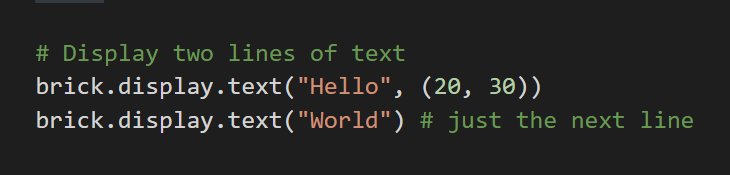 # Display two lines of text
brick.display.text("Hello", (20, 30))
brick.display.text("World") # just the next line